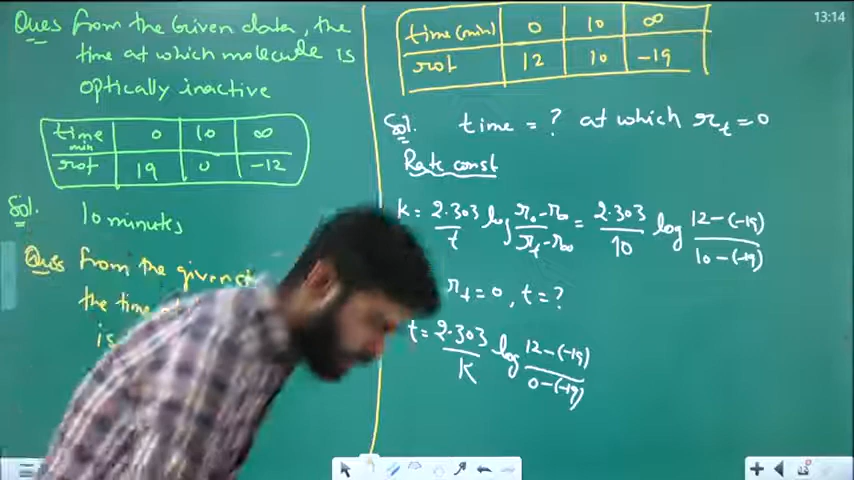 Ques From the Given data, the
time at which molecule is
optically inactive
time min 0 10 ∞
rot 19 0 -12
Sol. 10 minutes
Ques From the given
the time
is
time(min) 0 10 ∞
rot 12 10 -19
Sol. time = ? at which r_t = 0
Rate const
k = 2.303/t log (r_0 - r_∞)/(r_t - r_∞) = 2.303/10 log (12-(-19))/(10-(-19))
r_t = 0, t = ?
t = 2.303/K log (12-(-19))/(0-(-19))
13:14